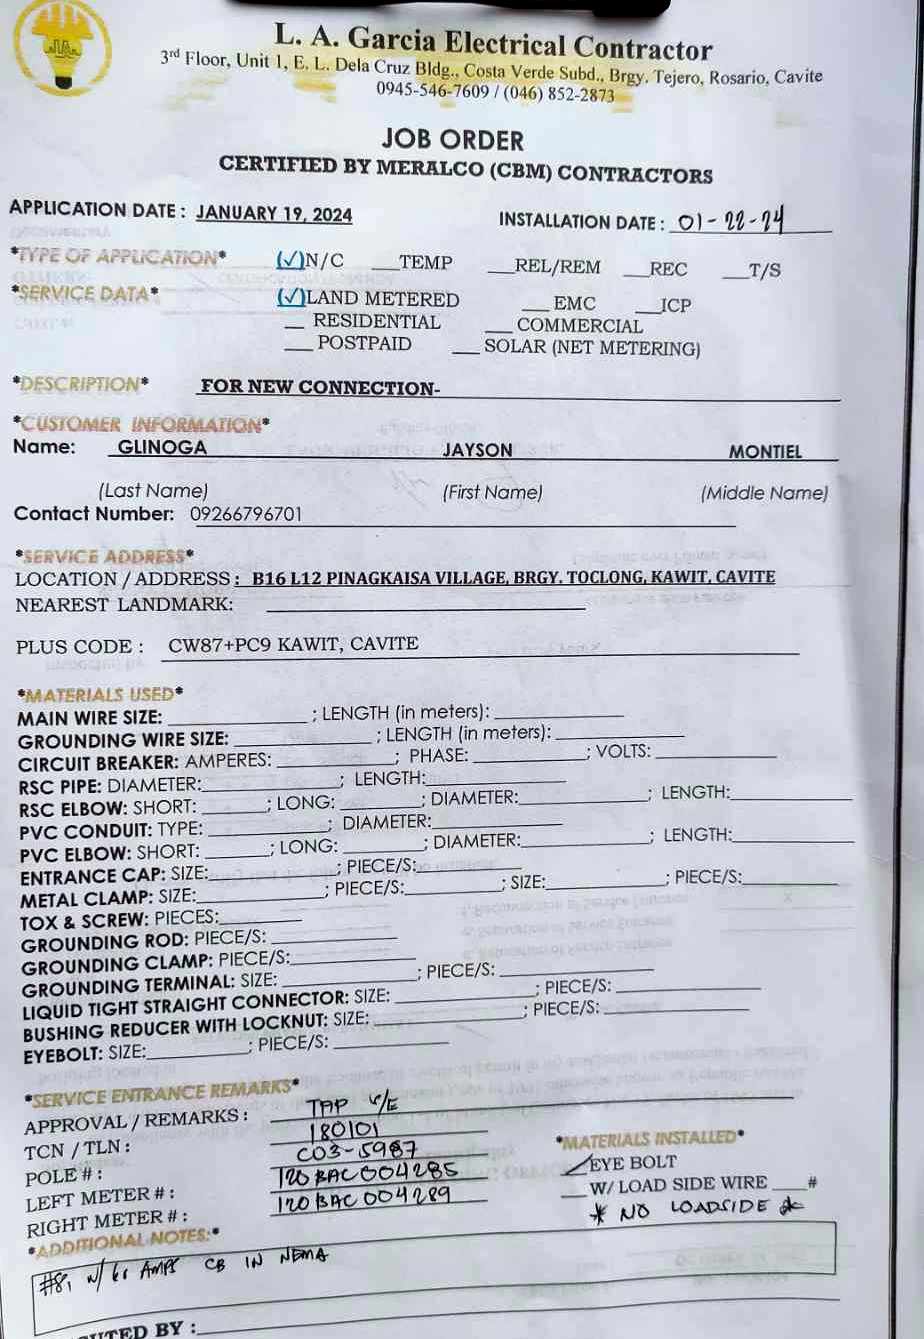 L. A. Garcia Electrical Contractor
3rd Floor, Unit 1, E. L. Dela Cruz Bldg., Costa Verde Subd., Brgy. Tejero, Rosario, Cavite
0945-546-7609 / (046) 852-2873
JOB ORDER
CERTIFIED BY MERALCO (CBM) CONTRACTORS
APPLICATION DATE : JANUARY 19, 2024 INSTALLATION DATE : 01-22-24
*TYPE OF APPLICATION* (✓)N/C ___TEMP ___REL/REM ___REC ___T/S
*SERVICE DATA* (✓)LAND METERED ___EMC ___ICP
___ RESIDENTIAL ___ COMMERCIAL
___ POSTPAID ___ SOLAR (NET METERING)
*DESCRIPTION* FOR NEW CONNECTION-
*CUSTOMER INFORMATION*
Name: GLINOGA JAYSON MONTIEL
(Last Name) (First Name) (Middle Name)
Contact Number: 09266796701
*SERVICE ADDRESS*
LOCATION / ADDRESS : B16 L12 PINAGKAISA VILLAGE, BRGY. TOCLONG, KAWIT, CAVITE
NEAREST LANDMARK: ___
PLUS CODE : CW87+PC9 KAWIT, CAVITE
*MATERIALS USED*
MAIN WIRE SIZE: ___ ; LENGTH (in meters): ___
GROUNDING WIRE SIZE: ___ ; LENGTH (in meters): ___
CIRCUIT BREAKER: AMPERES: ___ ; PHASE: ___ ; VOLTS: ___
RSC PIPE: DIAMETER: ___ ; LENGTH: ___
RSC ELBOW: SHORT: ___ ; LONG: ___ ; DIAMETER: ___ ; LENGTH: ___
PVC CONDUIT: TYPE: ___ ; DIAMETER: ___
PVC ELBOW: SHORT: ___ ; LONG: ___ ; DIAMETER: ___ ; LENGTH: ___
ENTRANCE CAP: SIZE: ___ ; PIECE/S: ___
METAL CLAMP: SIZE: ___ ; PIECE/S: ___ ; SIZE: ___ ; PIECE/S: ___
TOX & SCREW: PIECES: ___
GROUNDING ROD: PIECE/S: ___
GROUNDING CLAMP: PIECE/S: ___
GROUNDING TERMINAL: SIZE: ___ ; PIECE/S: ___
LIQUID TIGHT STRAIGHT CONNECTOR: SIZE: ___ ; PIECE/S: ___
BUSHING REDUCER WITH LOCKNUT: SIZE: ___ ; PIECE/S: ___
EYEBOLT: SIZE: ___ ; PIECE/S: ___
*SERVICE ENTRANCE REMARKS*
APPROVAL / REMARKS : TAP
TCN / TLN : 180101
POLE # : C03-5987
LEFT METER # : 120BAC004285
RIGHT METER # : 120BAC004289
*MATERIALS INSTALLED*
✓EYE BOLT
___W/ LOAD SIDE WIRE ___#
* NO LOADSIDE *
*ADDITIONAL NOTES:*
#8, w/ AMPS CB IN NEMA
BY : ___